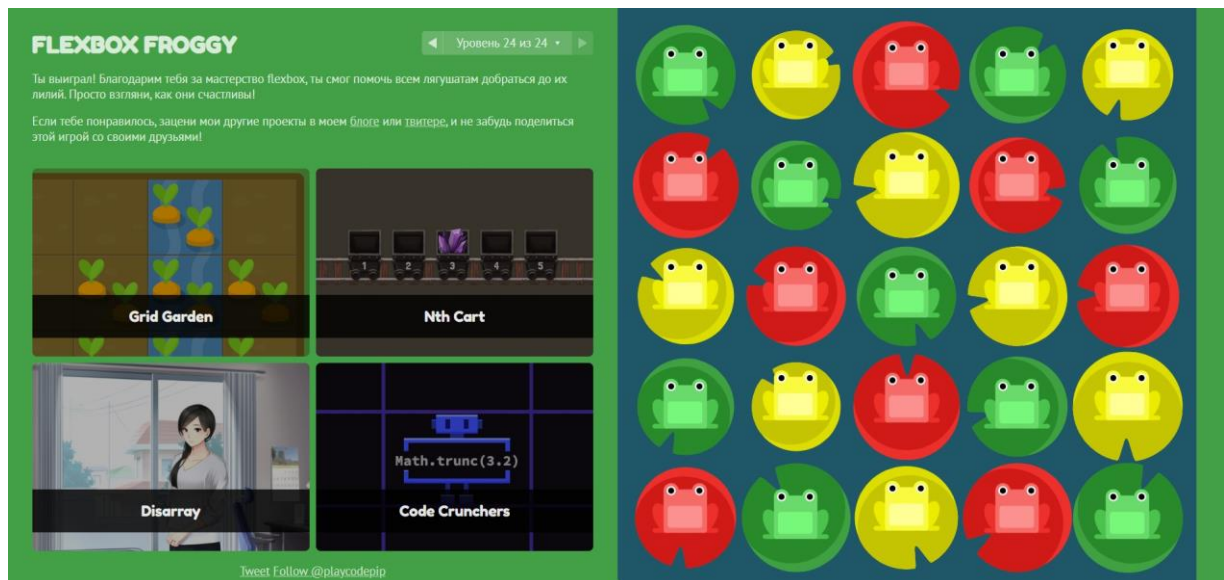 FLEXBOX FROGGY
Уровень 24 из 24
Ты выиграл! Благодарим тебя за мастерство flexbox, ты смог помочь всем лягушатам добраться до их
лилий. Просто взгляни, как они счастливы!
Если тебе понравилось, зацени мои другие проекты в моем блоге или твитере, и не забудь поделиться
этой игрой со своими друзьями!
1 2 3 4 5
Grid Garden
Nth Cart
Math.trunc(3.2)
Disarray
Code Crunchers
Tweet Follow @playcodepip